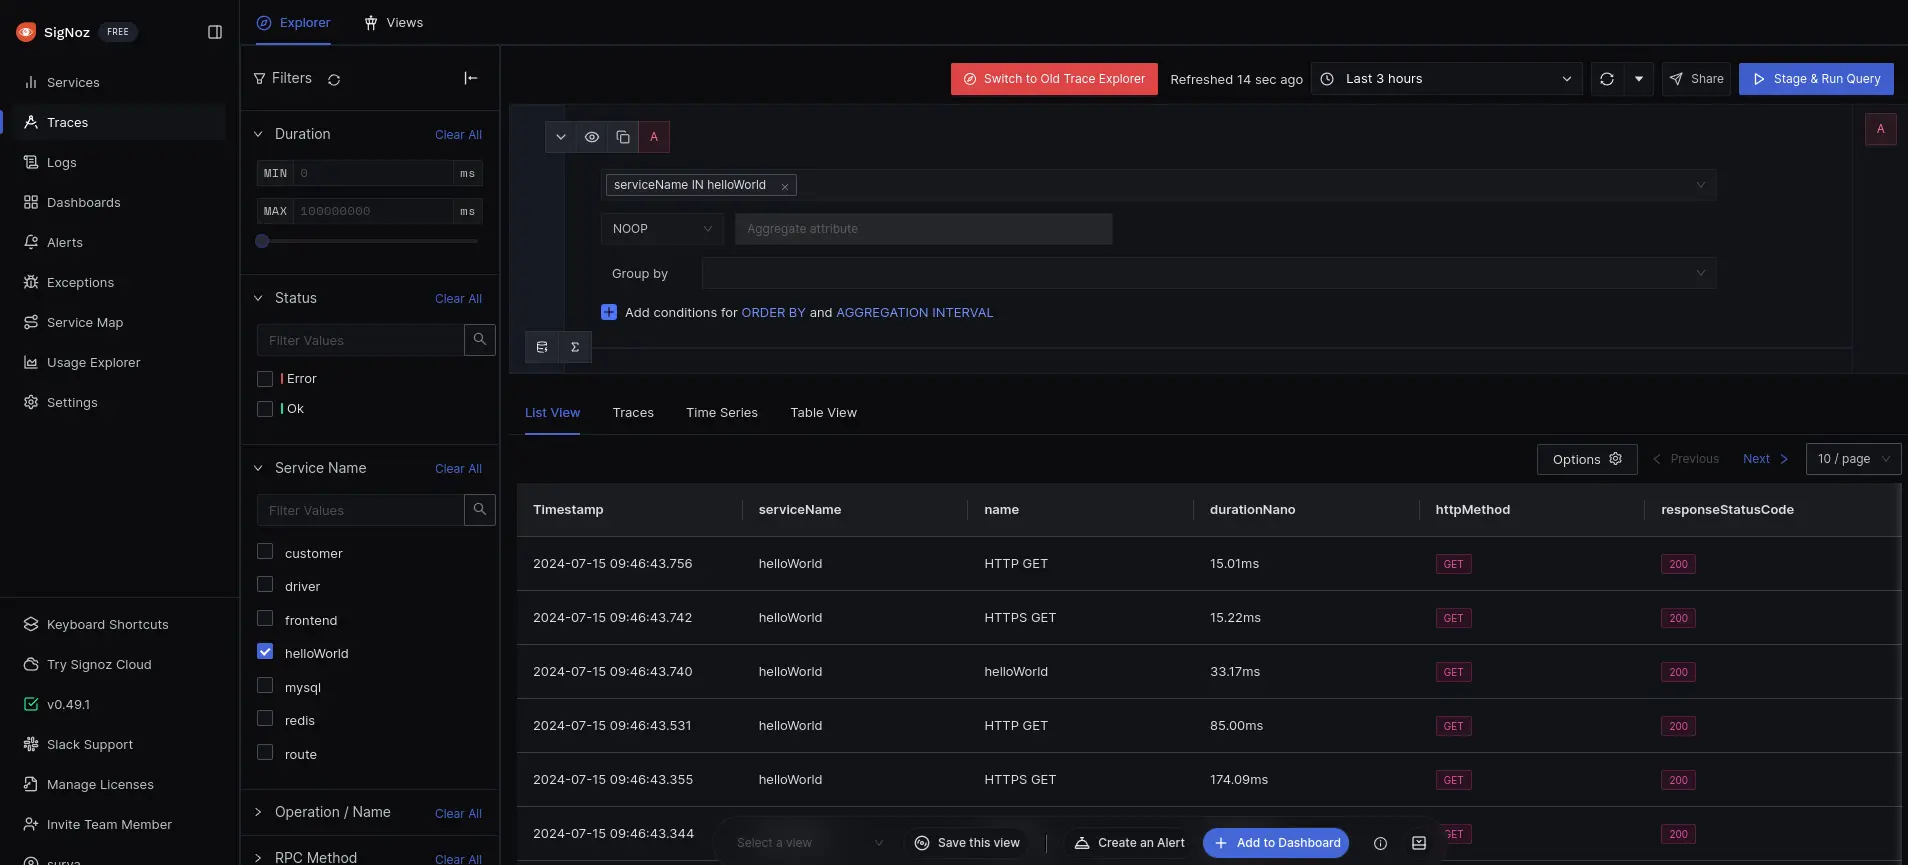 SigNoz FREE
Services
Traces
Logs
Dashboards
Alerts
Exceptions
Service Map
Usage Explorer
Settings
Keyboard Shortcuts
Try Signoz Cloud
v0.49.1
Slack Support
Manage Licenses
Invite Team Member
surya
Explorer Views
Filters
Duration Clear All
MIN 0 ms
MAX 100000000 ms
Status Clear All
Filter Values
Error
Ok
Service Name Clear All
Filter Values
customer
driver
frontend
helloWorld
mysql
redis
route
Operation / Name Clear All
RPC Method Clear All
Switch to Old Trace Explorer Refreshed 14 sec ago Last 3 hours Share Stage & Run Query
A A
serviceName IN helloWorld ×
NOOP Aggregate attribute
Group by
Add conditions for ORDER BY and AGGREGATION INTERVAL
Σ
List View Traces Time Series Table View
Options Previous Next 10 / page
Timestamp serviceName name durationNano httpMethod responseStatusCode
2024-07-15 09:46:43.756 helloWorld HTTP GET 15.01ms GET 200
2024-07-15 09:46:43.742 helloWorld HTTPS GET 15.22ms GET 200
2024-07-15 09:46:43.740 helloWorld helloWorld 33.17ms GET 200
2024-07-15 09:46:43.531 helloWorld HTTP GET 85.00ms GET 200
2024-07-15 09:46:43.355 helloWorld HTTPS GET 174.09ms GET 200
2024-07-15 09:46:43.344 GET 200
Select a view Save this view Create an Alert Add to Dashboard